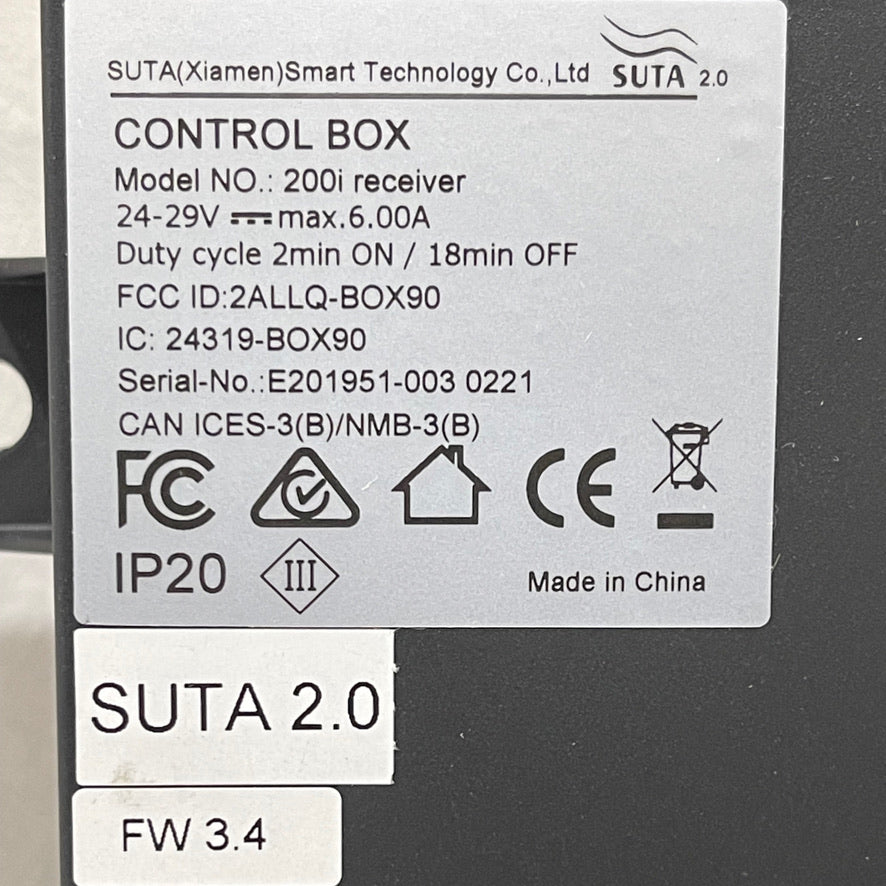 SUTA(Xiamen)Smart Technology Co.,Ltd SUTA 2.0
CONTROL BOX
Model NO.: 200i receiver
24-29V ⎓ max.6.00A
Duty cycle 2min ON / 18min OFF
FCC ID:2ALLQ-BOX90
IC: 24319-BOX90
Serial-No.:E201951-003 0221
CAN ICES-3(B)/NMB-3(B)
FC CE
IP20 III Made in China
SUTA 2.0
FW 3.4